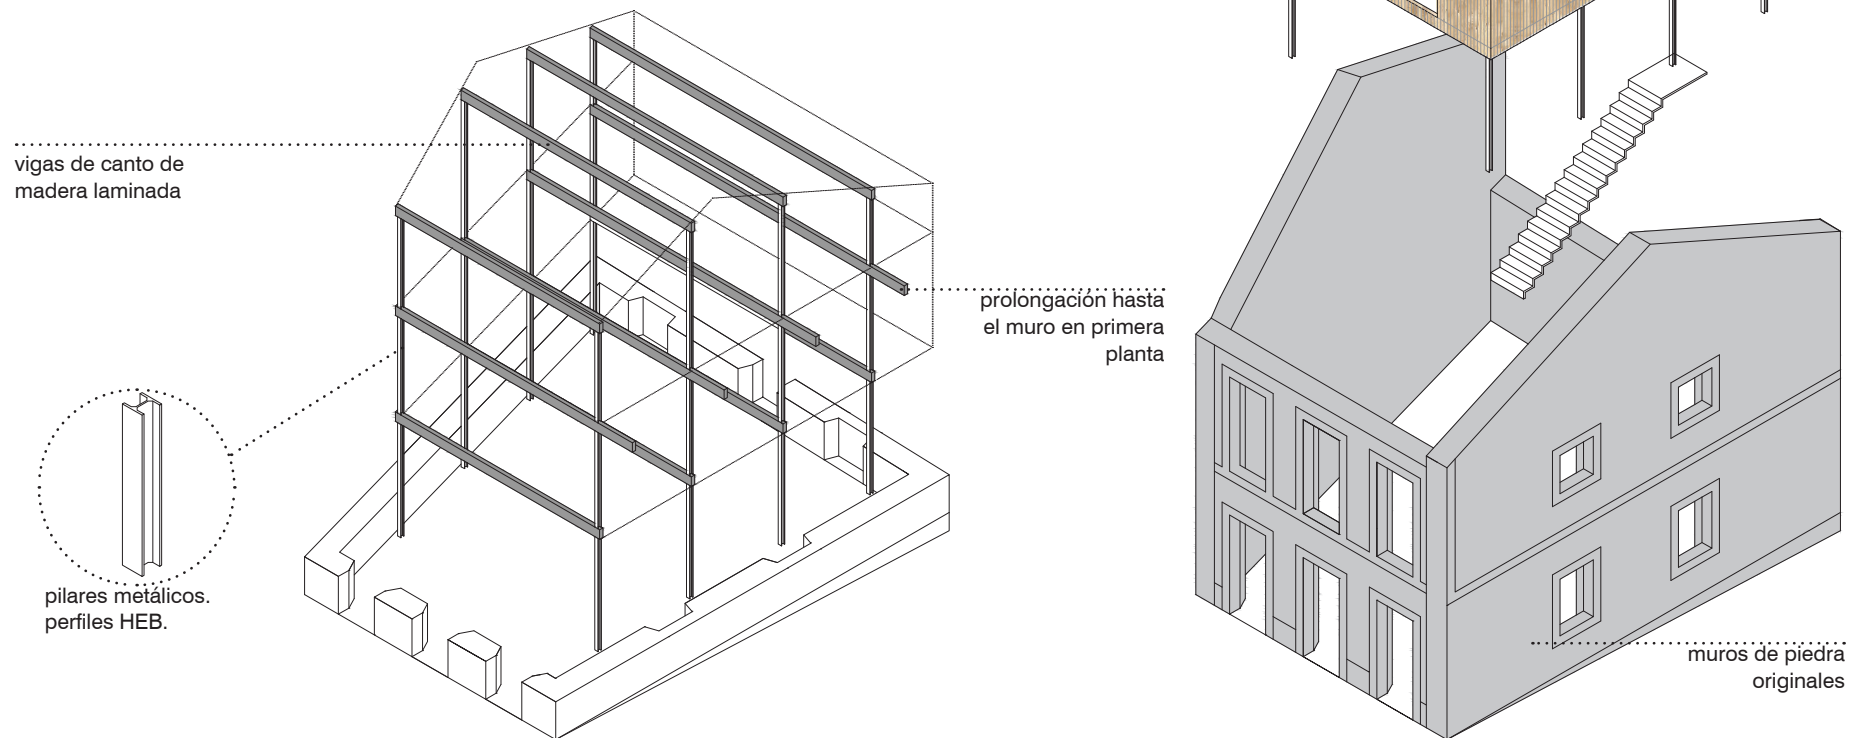 vigas de canto de
madera laminada
prolongación hasta
el muro en primera
planta
pilares metálicos.
perfiles HEB.
muros de piedra
originales